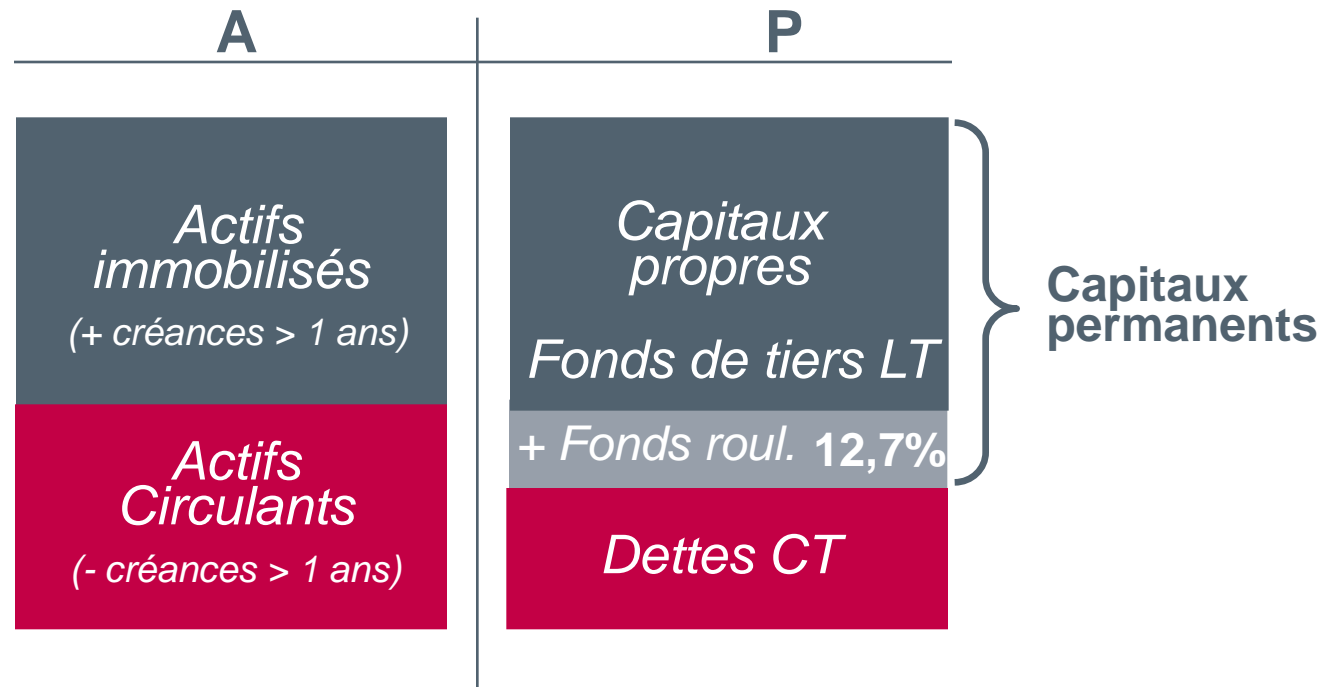 A
P
Actifs
immobilisés
(+ créances > 1 ans)
Actifs
Circulants
(- créances > 1 ans)
Capitaux
propres
Fonds de tiers LT
+ Fonds roul. 12,7%
Dettes CT
Capitaux
permanents